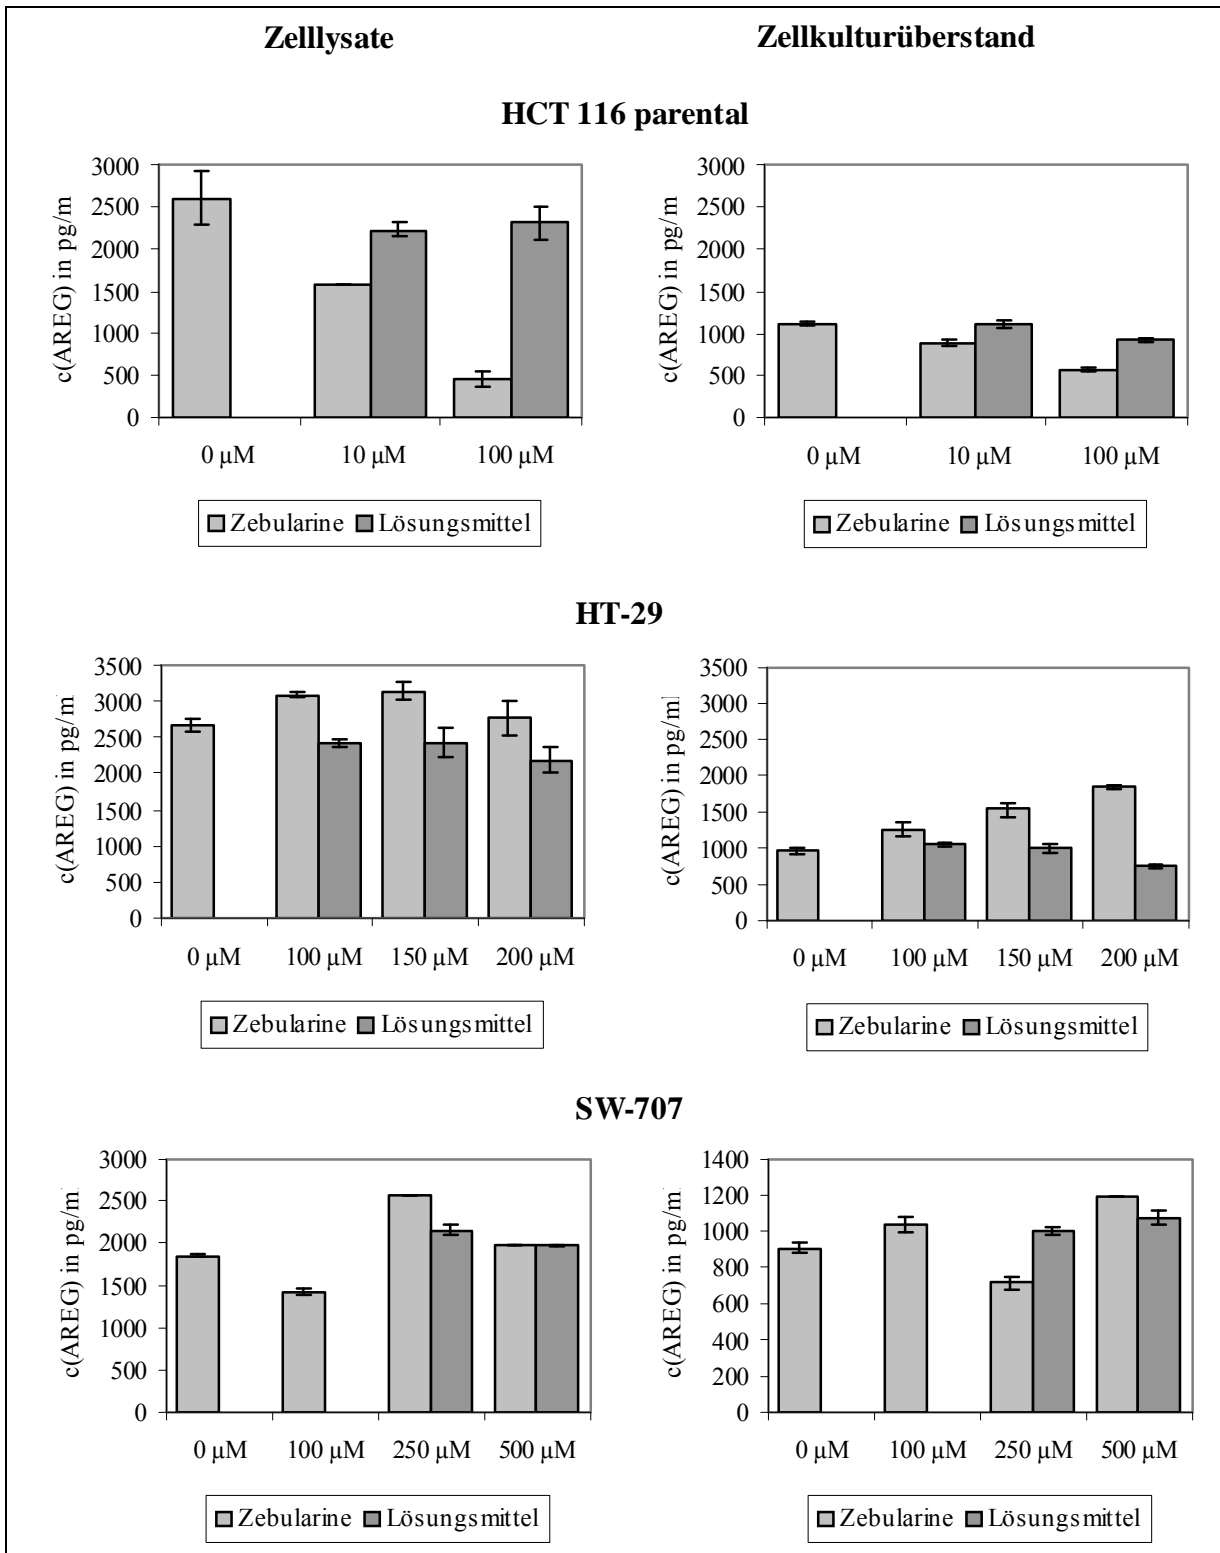 Zelllysate
Zellkulturüberstand
HCT 116 parental
c(AREG) in pg/m
3000
2500
2000
1500
1000
500
0
0 µM
10 µM
100 µM
Zebularine
Lösungsmittel
c(AREG) in pg/m
3000
2500
2000
1500
1000
500
0
0 µM
10 µM
100 µM
Zebularine
Lösungsmittel
HT-29
c(AREG) in pg/m
3500
3000
2500
2000
1500
1000
500
0
0 µM
100 µM
150 µM
200 µM
Zebularine
Lösungsmittel
c(AREG) in pg/ml
3500
3000
2500
2000
1500
1000
500
0
0 µM
100 µM
150 µM
200 µM
Zebularine
Lösungsmittel
SW-707
c(AREG) in pg/m
3000
2500
2000
1500
1000
500
0
0 µM
100 µM
250 µM
500 µM
Zebularine
Lösungsmittel
c(AREG) in pg/m
1400
1200
1000
800
600
400
200
0
0 µM
100 µM
250 µM
500 µM
Zebularine
Lösungsmittel